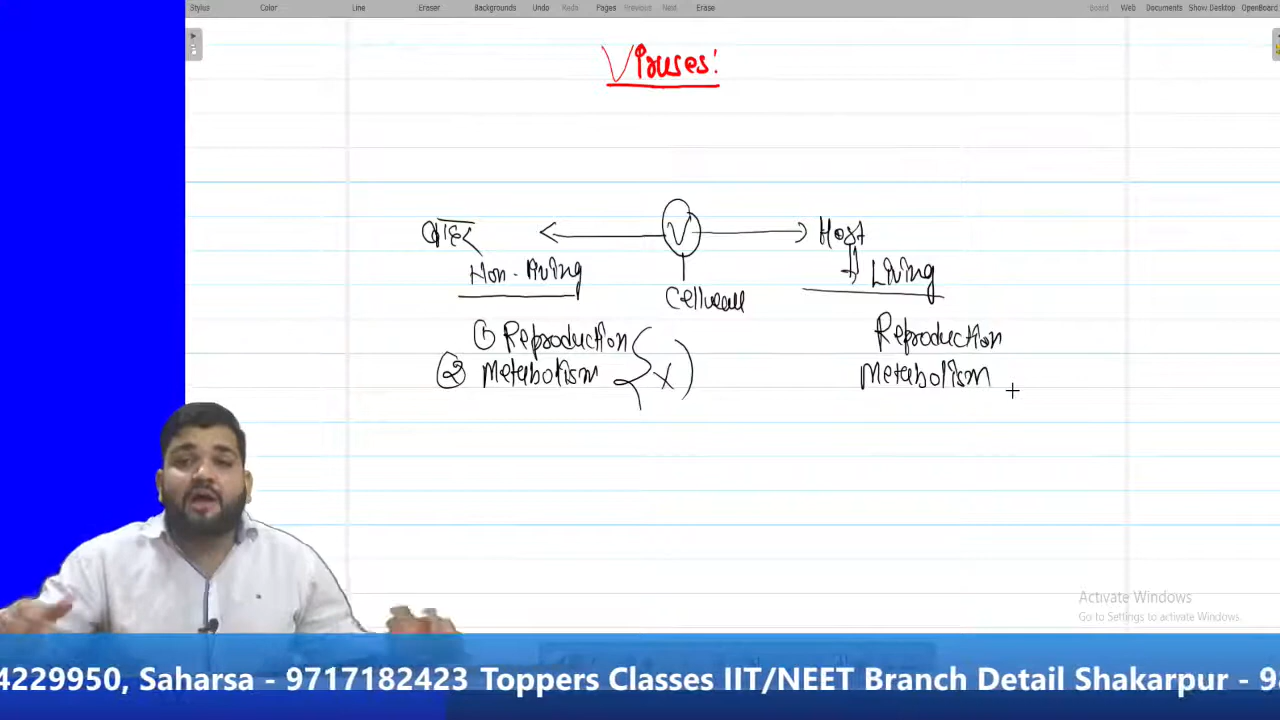 Stylus Color Line Eraser Backgrounds Undo Redo Pages Previous Next Erase Board Web Documents Show Desktop OpenBoard
Viruses:
बाहर V Host
Non-living Living
Cellular
① Reproduction Reproduction
② Metabolism X Metabolism
Activate Windows
Go to Settings to activate Windows.
4229950, Saharsa - 9717182423 Toppers Classes IIT/NEET Branch Detail Shakarpur - 98